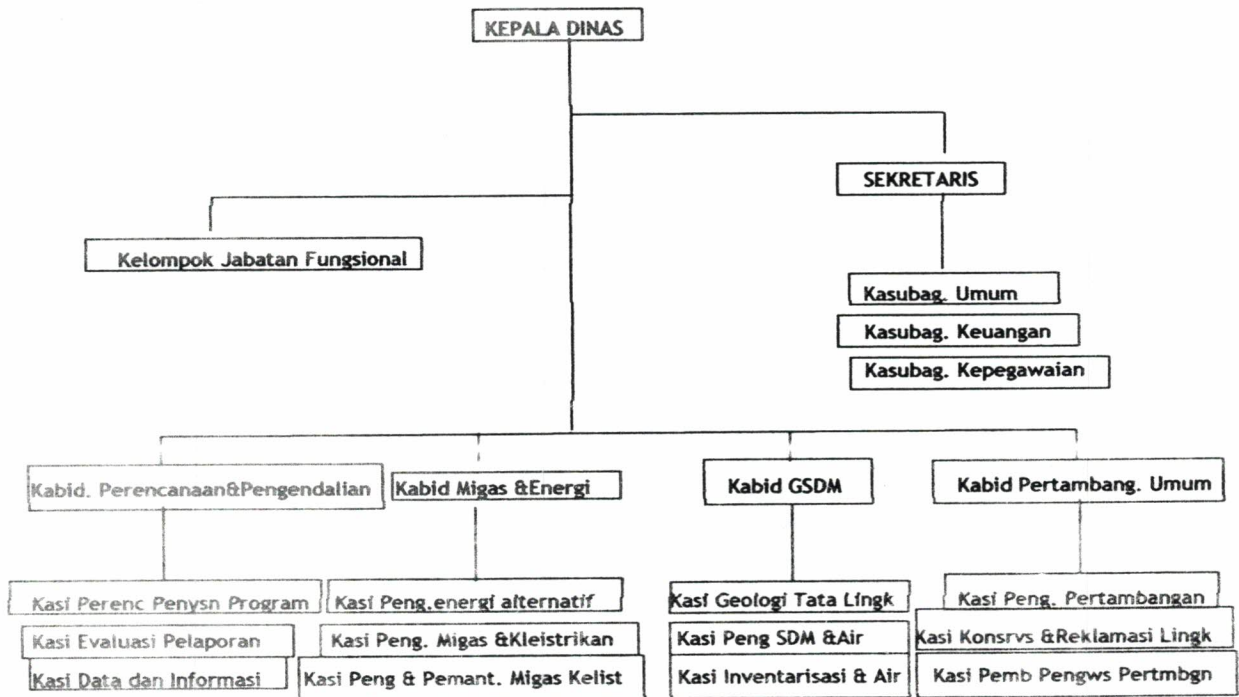 KEPALA DINAS
SEKRETARIS
Kelompok Jabatan Fungsional
Kasubag. Umum
Kasubag. Keuangan
Kasubag. Kepegawaian
Kabid. Perencanaan&Pengendalian
Kabid Migas &Energi
Kabid GSDM
Kabid Pertambang. Umum
Kasi Perenc Penysn Program
Kasi Evaluasi Pelaporan
Kasi Data dan Informasi
Kasi Peng.energi alternatif
Kasi Peng. Migas &Kleistrikan
Kasi Peng & Pemant. Migas Kelist
Kasi Geologi Tata Lingk
Kasi Peng SDM &Air
Kasi Inventarisasi & Air
Kasi Peng. Pertambangan
Kasi Konsrvs &Reklamasi Lingk
Kasi Pemb Pengws Pertmbgn